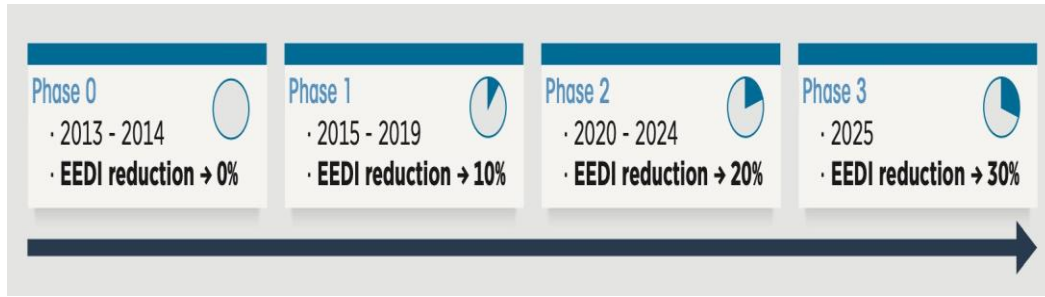 Phase 0
· 2013 - 2014
· EEDI reduction → 0%
Phase 1
· 2015 - 2019
· EEDI reduction → 10%
Phase 2
· 2020 - 2024
· EEDI reduction → 20%
Phase 3
· 2025
· EEDI reduction → 30%